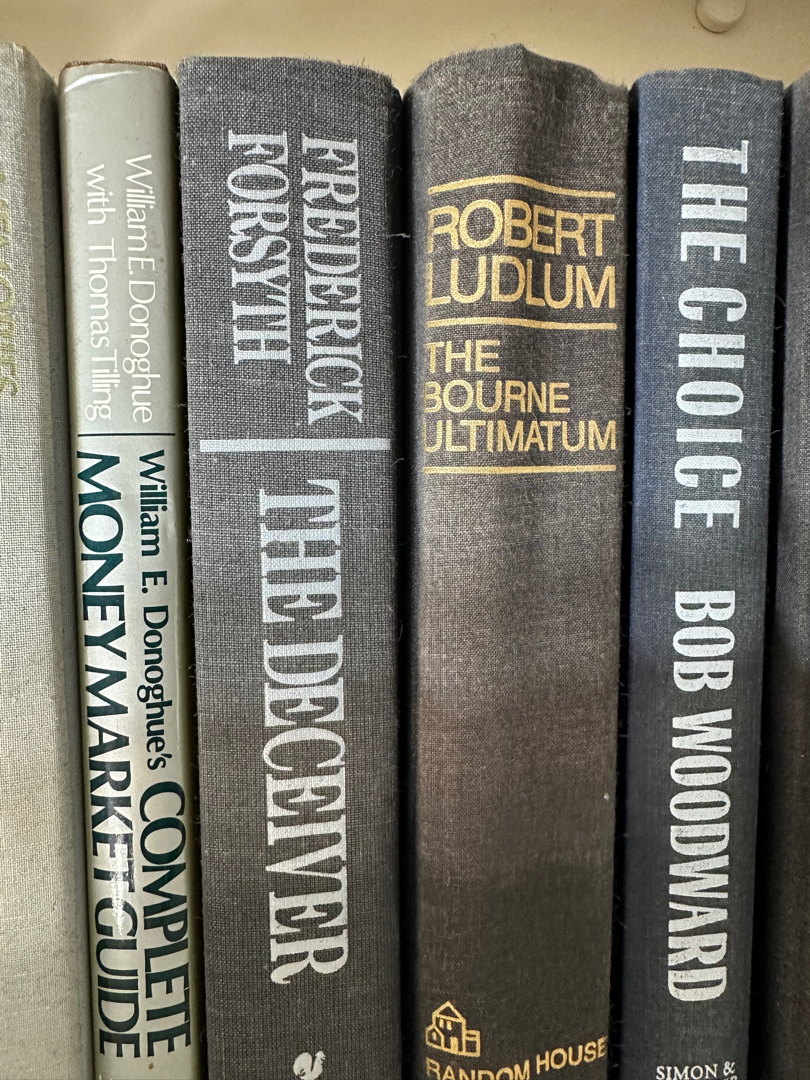 William E. Donoghue
with Thomas Tilling
William E. Donoghue's COMPLETE
MONEY MARKET GUIDE
FREDERICK
FORSYTH
THE DECEIVER
ROBERT
LUDLUM
THE
BOURNE
ULTIMATUM
RANDOM HOUSE
THE CHOICE BOB WOODWARD
SIMON &